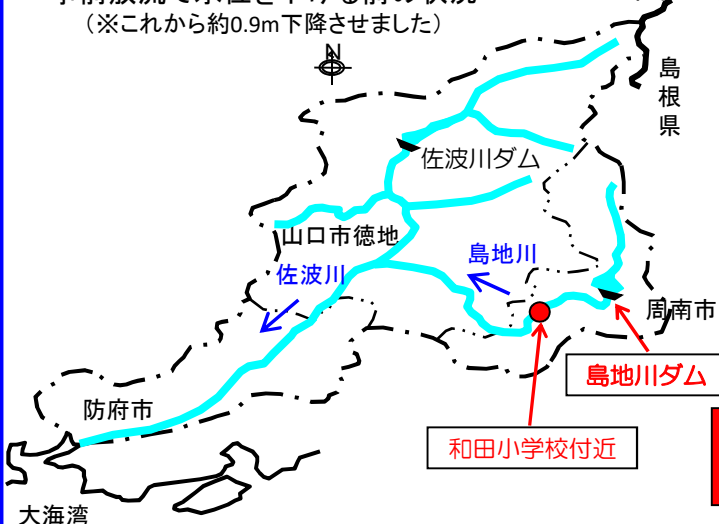 （※これから約0.9m下降させました）
N
島根県
佐波川ダム
山口市徳地
島地川
佐波川
周南市
島地川ダム
防府市
和田小学校付近
大海湾